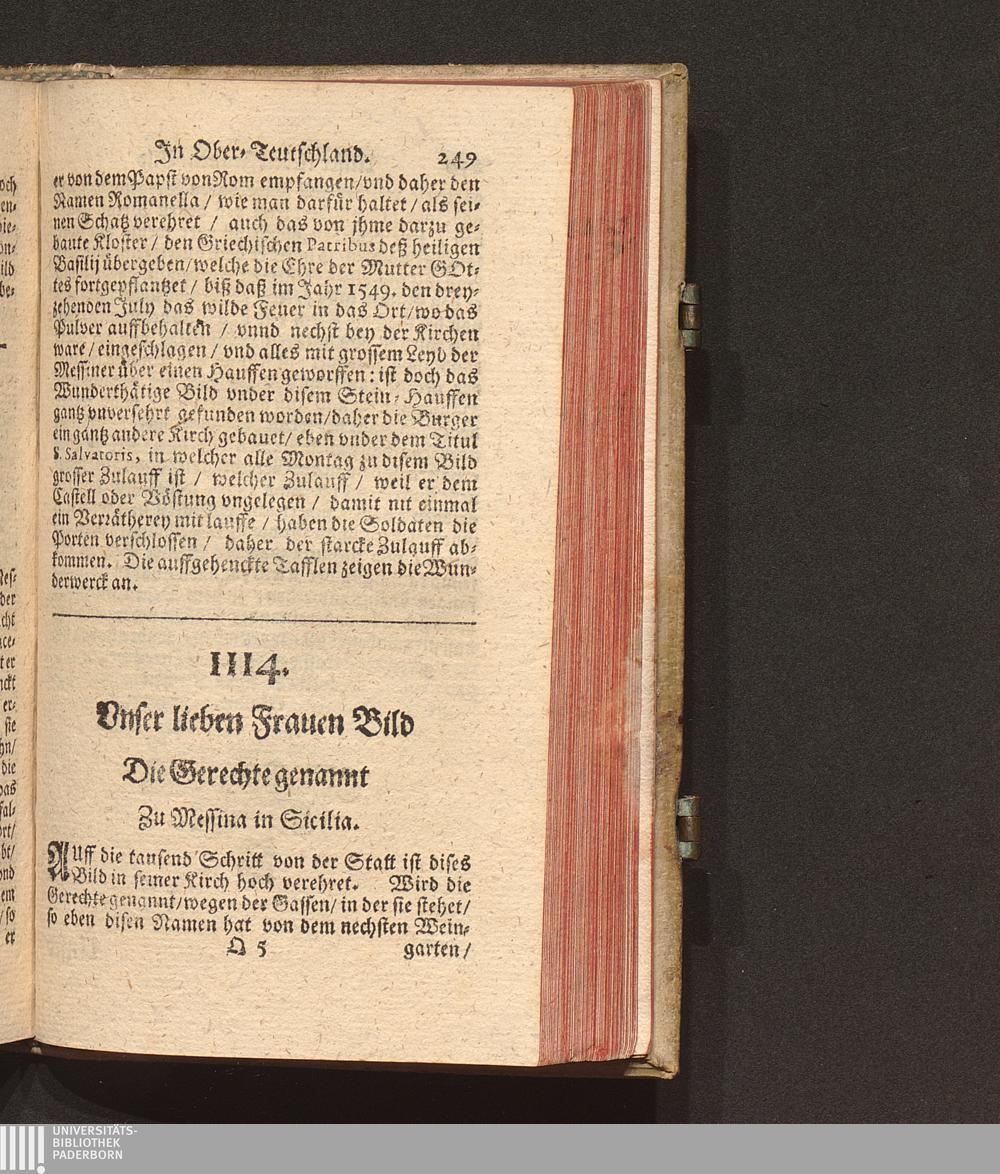 In Ober- Teutschland. 249
er von dem Papst von Rom empfangen/ vnd daher den
Namen Romanella / wie man darfür haltet / als sei-
nen Schatz verehret / auch das von jhme darzu ge-
baute Kloster / den Griechischen Patribus deß heiligen
Basilij übergeben/ welche die Ehre der Mutter GOt-
tes fortgepflantzet / biß daß im Jahr 1549. den drey-
zehenden July das wilde Feuer in das Ort/ wo das
Pulver auffbehalten / vnnd nechst bey der Kirchen
ware / eingeschlagen / vnd alles mit grossem Leyd der
Messiner über einen Hauffen geworffen: ist doch das
Wunderthätige Bild vnder disem Stein- Hauffen
gantz vnversehrt gefunden worden/ daher die Burger
ein gantz andere Kirch gebauet/ eben vnder dem Titul
S. Salvatoris, in welcher alle Montag zu disem Bild
grosser Zulauff ist / welcher Zulauff / weil er dem
Castell oder Vöstung vngelegen / damit nit einmal
ein Verrätherey mit lauffe / haben die Soldaten die
Porten verschlossen / daher der starcke Zulauff ab-
kommen. Die auffgehenckte Tafflen zeigen die Wun-
derwerck an.
1114.
Vnser lieben Frauen Bild
Die Gerechte genannt
Zu Messina in Sicilia.
AUff die tausend Schritt von der Statt ist dises
Bild in seiner Kirch hoch verehret. Wird die
Gerechte genannt/ wegen der Gassen/ in der sie stehet/
so eben disen Namen hat von dem nechsten Wein-
Q 5 garten /
UNIVERSITÄTS-
BIBLIOTHEK
PADERBORN